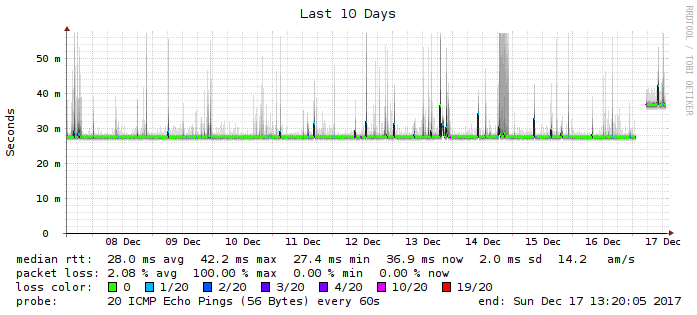 Last 10 Days
RRDTOOL / TOBI OETIKER
Seconds
50 m
40 m
30 m
20 m
10 m
0
08 Dec 09 Dec 10 Dec 11 Dec 12 Dec 13 Dec 14 Dec 15 Dec 16 Dec 17 Dec
median rtt: 28.0 ms avg 42.2 ms max 27.4 ms min 36.9 ms now 2.0 ms sd 14.2 am/s
packet loss: 2.08 % avg 100.00 % max 0.00 % min 0.00 % now
loss color: 0 1/20 2/20 3/20 4/20 10/20 19/20
probe: 20 ICMP Echo Pings (56 Bytes) every 60s end: Sun Dec 17 13:20:05 2017